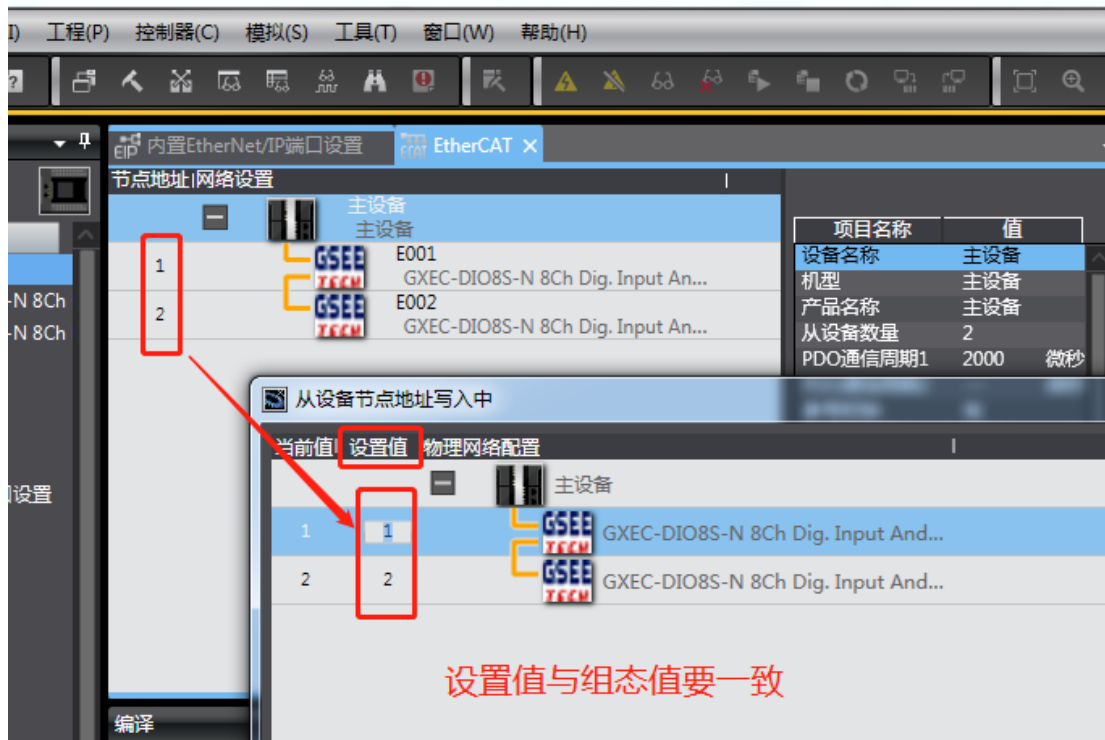 I) 工程(P) 控制器(C) 模拟(S) 工具(T) 窗口(W) 帮助(H)
内置EtherNet/IP端口设置 EtherCAT
节点地址 网络设置
主设备
主设备
项目名称 值
1 E001
GXEC-DIO8S-N 8Ch Dig. Input An...
2 E002
GXEC-DIO8S-N 8Ch Dig. Input An...
设备名称 主设备
机型 主设备
产品名称 主设备
从设备数量 2
PDO通信周期1 2000 微秒
-N 8Ch
-N 8Ch
设置
从设备节点地址写入中
当前值 设置值 物理网络配置
主设备
1 1 GSEE TECH GXEC-DIO8S-N 8Ch Dig. Input And...
2 2 GSEE TECH GXEC-DIO8S-N 8Ch Dig. Input And...
设置值与组态值要一致
编译